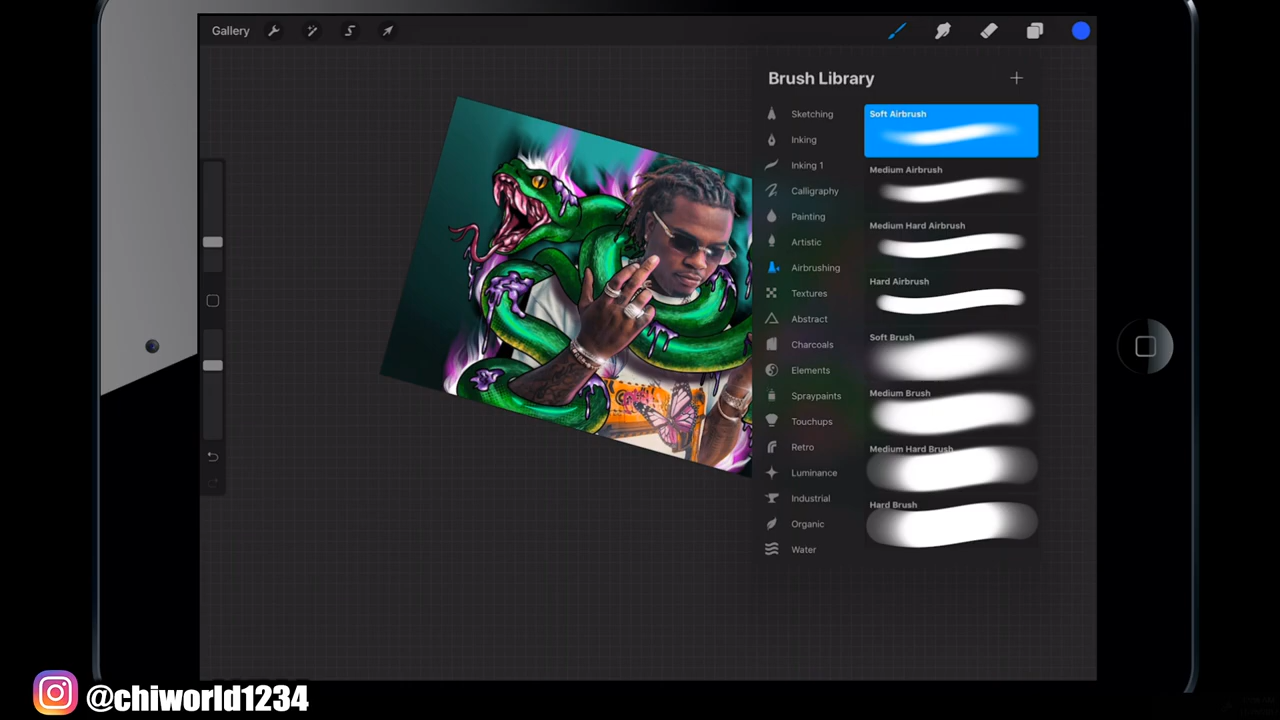 Gallery
Brush Library
Sketching
Inking
Inking 1
Calligraphy
Painting
Artistic
Airbrushing
Textures
Abstract
Charcoals
Elements
Spraypaints
Touchups
Retro
Luminance
Industrial
Organic
Water
Soft Airbrush
Medium Airbrush
Medium Hard Airbrush
Hard Airbrush
Soft Brush
Medium Brush
Medium Hard Brush
Hard Brush
@chiworld1234